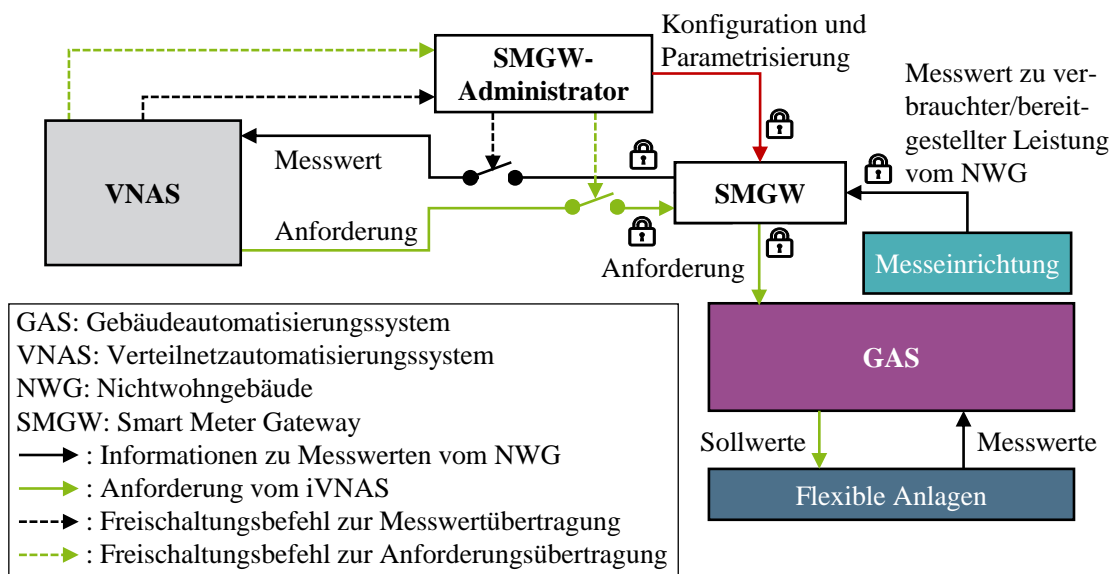 Konfiguration und
Parametrisierung
SMGW-
Administrator
Messwert zu ver-
brauchter/bereit-
gestellter Leistung
vom NWG
Messwert
VNAS
SMGW
Anforderung
Anforderung
Messeinrichtung
GAS: Gebäudeautomatisierungssystem
VNAS: Verteilnetzautomatisierungssystem
NWG: Nichtwohngebäude
SMGW: Smart Meter Gateway
: Informationen zu Messwerten vom NWG
: Anforderung vom iVNAS
: Freischaltungsbefehl zur Messwertübertragung
: Freischaltungsbefehl zur Anforderungsübertragung
GAS
Sollwerte
Messwerte
Flexible Anlagen